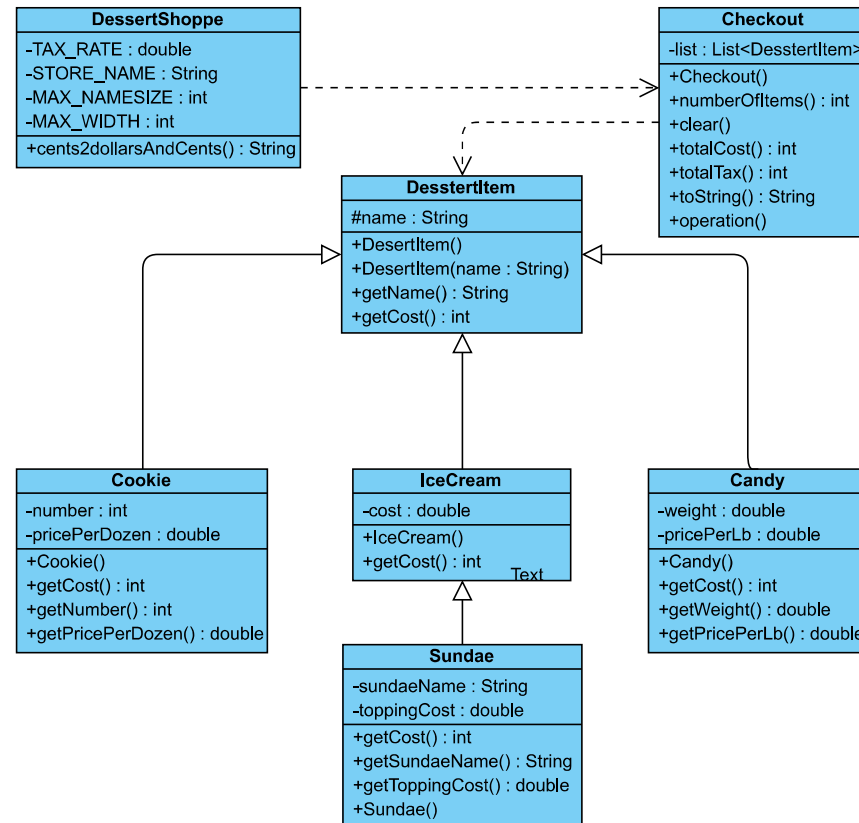 DessertShoppe
-TAX_RATE : double
-STORE_NAME : String
-MAX_NAMESIZE : int
-MAX_WIDTH : int
+cents2dollarsAndCents() : String
Checkout
-list : List<DesstertItem>
+Checkout()
+numberOfItems() : int
+clear()
+totalCost() : int
+totalTax() : int
+toString() : String
+operation()
DesstertItem
#name : String
+DesertItem()
+DesertItem(name : String)
+getName() : String
+getCost() : int
Cookie
-number : int
-pricePerDozen : double
+Cookie()
+getCost() : int
+getNumber() : int
+getPricePerDozen() : double
IceCream
-cost : double
+IceCream()
+getCost() : int
Text
Candy
-weight : double
-pricePerLb : double
+Candy()
+getCost() : int
+getWeight() : double
+getPricePerLb() : double
Sundae
-sundaeName : String
-toppingCost : double
+getCost() : int
+getSundaeName() : String
+getToppingCost() : double
+Sundae()